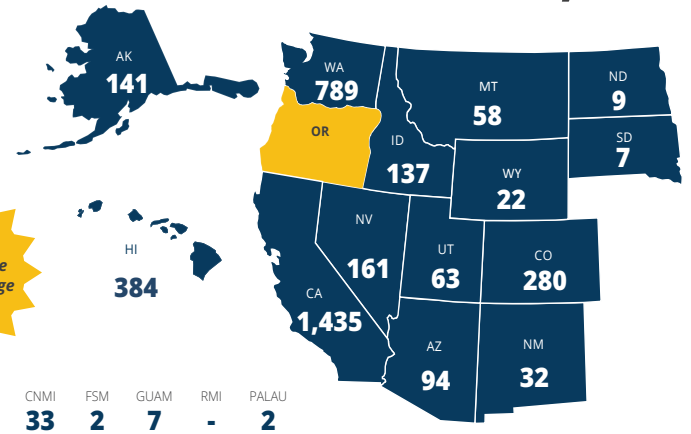 AK
141
WA
789
MT
58
ND
9
OR
ID
137
SD
7
WY
22
HI
384
NV
161
UT
63
CO
280
CA
1,435
AZ
94
NM
32
CNMI FSM GUAM RMI PALAU
33 2 7 - 2